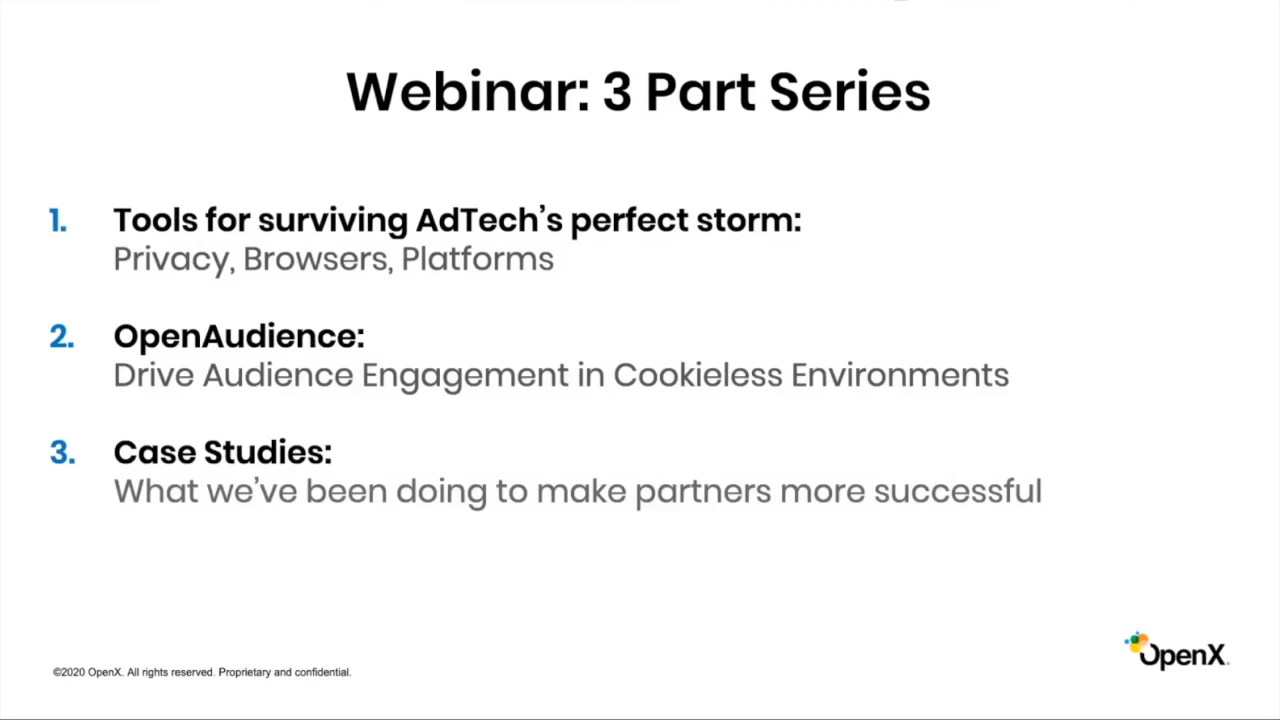 Webinar: 3 Part Series
1. Tools for surviving AdTech's perfect storm:
Privacy, Browsers, Platforms
2. OpenAudience:
Drive Audience Engagement in Cookieless Environments
3. Case Studies:
What we've been doing to make partners more successful
©2020 OpenX. All rights reserved. Proprietary and confidential.
OpenX.